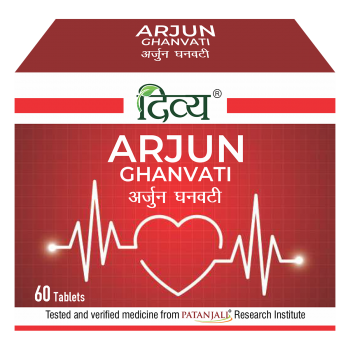 ARJUN
GHANVATI
अर्जुन घनवटी
दिव्य®
ARJUN
GHANVATI
अर्जुन घनवटी
60 Tablets
Tested and verified medicine from PATANJALI® Research Institute